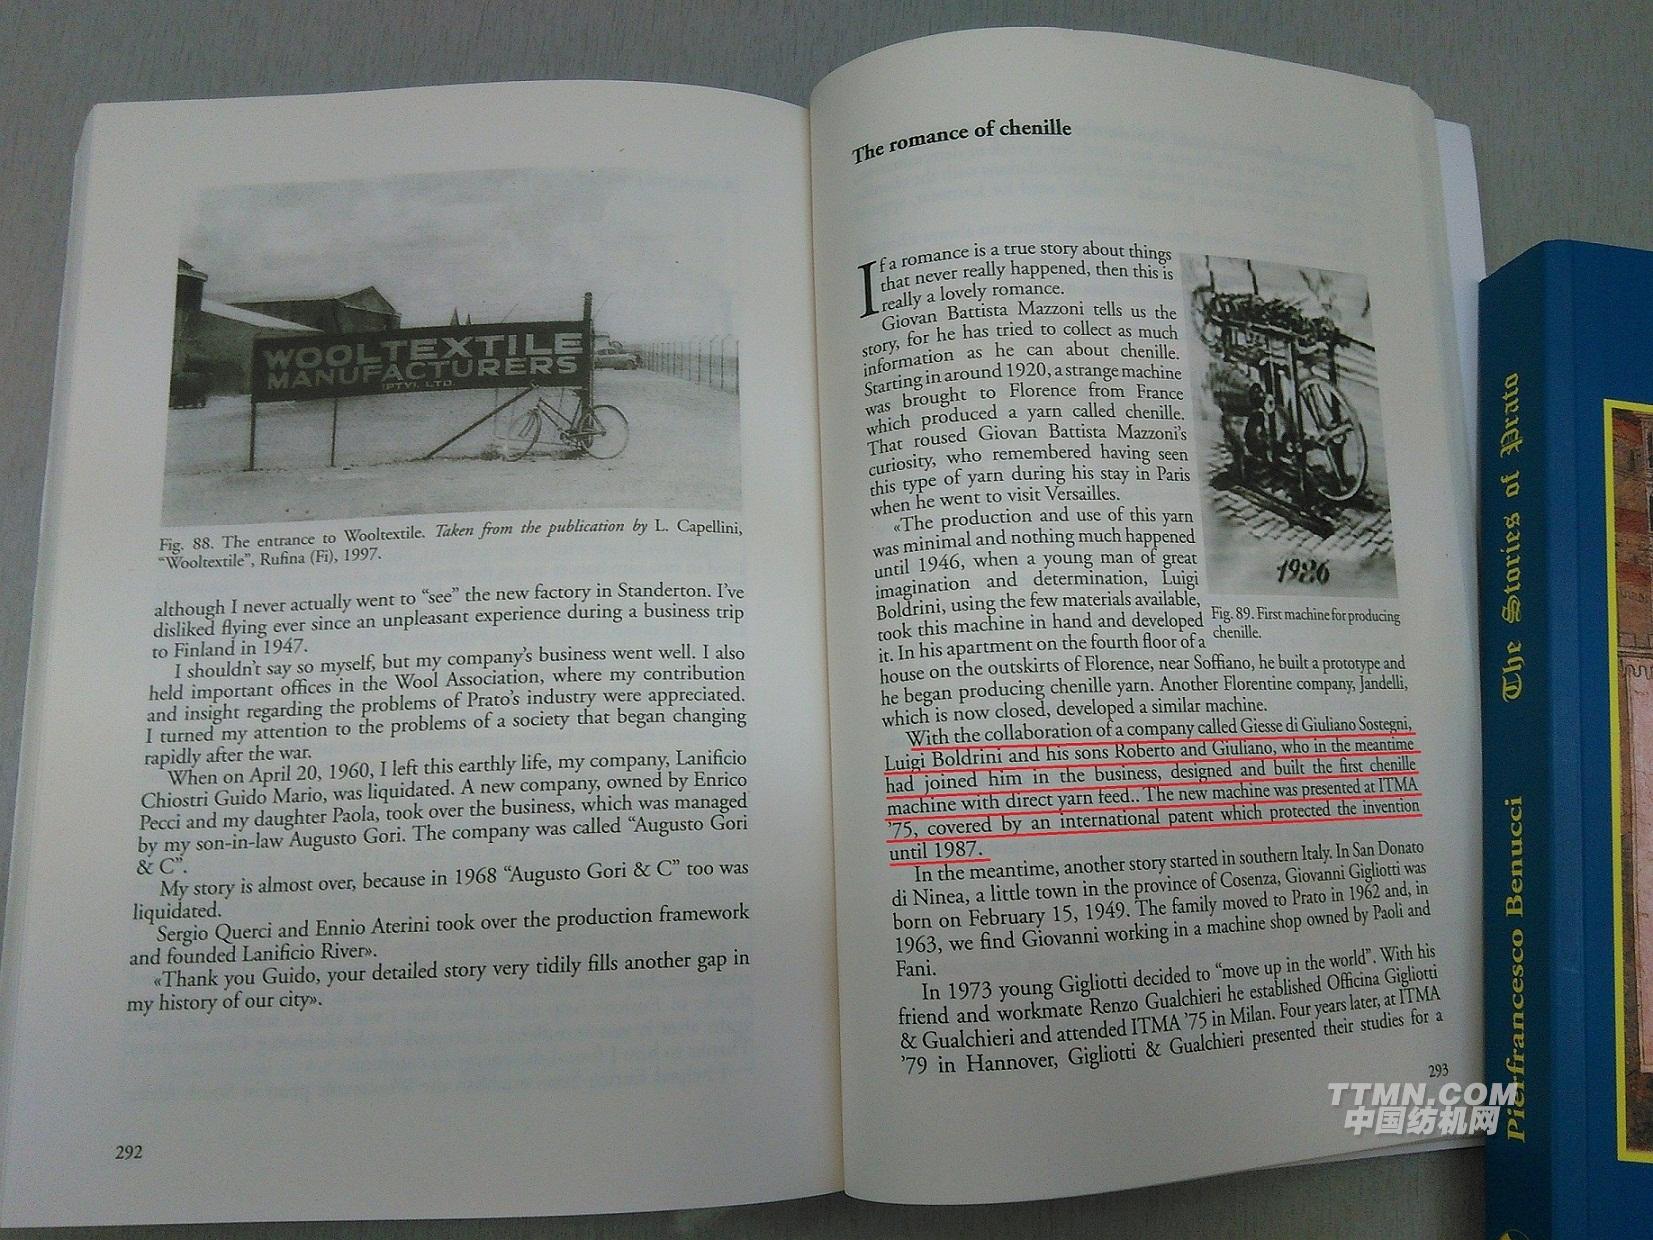 WOOLTEXTILE
MANUFACTURERS
(PTY). LTD.
Fig. 88. The entrance to Wooltextile. Taken from the publication by L. Capellini,
“Wooltextile”, Rufina (Fi), 1997.
although I never actually went to “see” the new factory in Standerton. I’ve
disliked flying ever since an unpleasant experience during a business trip
to Finland in 1947.
I shouldn’t say so myself, but my company’s business went well. I also
held important offices in the Wool Association, where my contribution
and insight regarding the problems of Prato’s industry were appreciated.
I turned my attention to the problems of a society that began changing
rapidly after the war.
When on April 20, 1960, I left this earthly life, my company, Lanificio
Chiostri Guido Mario, was liquidated. A new company, owned by Enrico
Pecci and my daughter Paola, took over the business, which was managed
by my son-in-law Augusto Gori. The company was called “Augusto Gori
& C”.
My story is almost over, because in 1968 “Augusto Gori & C” too was
liquidated.
Sergio Querci and Ennio Aterini took over the production framework
and founded Lanificio River».
«Thank you Guido, your detailed story very tidily fills another gap in
my history of our city».
292
The romance of chenille
If a romance is a true story about things
that never really happened, then this is
really a lovely romance.
Giovan Battista Mazzoni tells us the
story, for he has tried to collect as much
information as he can about chenille.
Starting in around 1920, a strange machine
was brought to Florence from France
which produced a yarn called chenille.
That roused Giovan Battista Mazzoni’s
curiosity, who remembered having seen
this type of yarn during his stay in Paris
when he went to visit Versailles.
«The production and use of this yarn
was minimal and nothing much happened
until 1946, when a young man of great
imagination and determination, Luigi
Boldrini, using the few materials available,
took this machine in hand and developed
it. In his apartment on the fourth floor of a
house on the outskirts of Florence, near Soffiano, he built a prototype and
he began producing chenille yarn. Another Florentine company, Jandelli,
which is now closed, developed a similar machine.
1926
Fig. 89. First machine for producing
chenille.
With the collaboration of a company called Giesse di Giuliano Sostegni,
Luigi Boldrini and his sons Roberto and Giuliano, who in the meantime
had joined him in the business, designed and built the first chenille
machine with direct yarn feed.. The new machine was presented at ITMA
’75, covered by an international patent which protected the invention
until 1987.
In the meantime, another story started in southern Italy. In San Donato
di Ninea, a little town in the province of Cosenza, Giovanni Gigliotti was
born on February 15, 1949. The family moved to Prato in 1962 and, in
1963, we find Giovanni working in a machine shop owned by Paoli and
Fani.
In 1973 young Gigliotti decided to “move up in the world”. With his
friend and workmate Renzo Gualchieri he established Officina Gigliotti
& Gualchieri and attended ITMA ’75 in Milan. Four years later, at ITMA
’79 in Hannover, Gigliotti & Gualchieri presented their studies for a
293
TTMN.COM
中国纺机网
Pierfrancesco Benucci The Stories of Prato